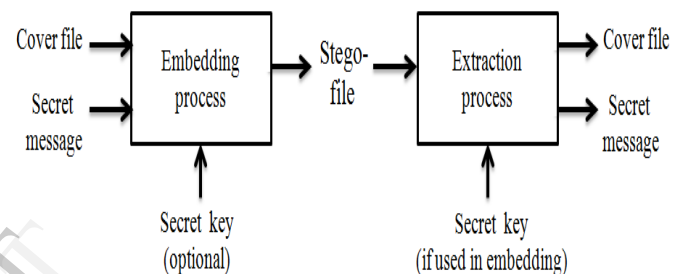 Cover file
Secret
message
Embedding
process
Secret key
(optional)
Stego-
file
Extraction
process
Secret key
(if used in embedding)
Cover file
Secret
message